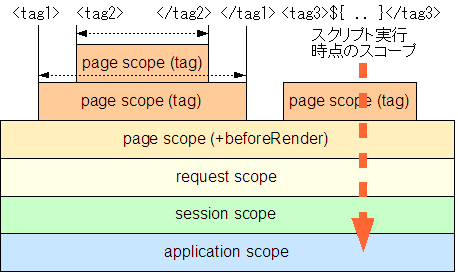 <tag1> <tag2> </tag2> </tag1> <tag3>${ .. }</tag3>
スクリプト実行
時点のスコープ
page scope (tag)
page scope (tag) page scope (tag)
page scope (+beforeRender)
request scope
session scope
application scope